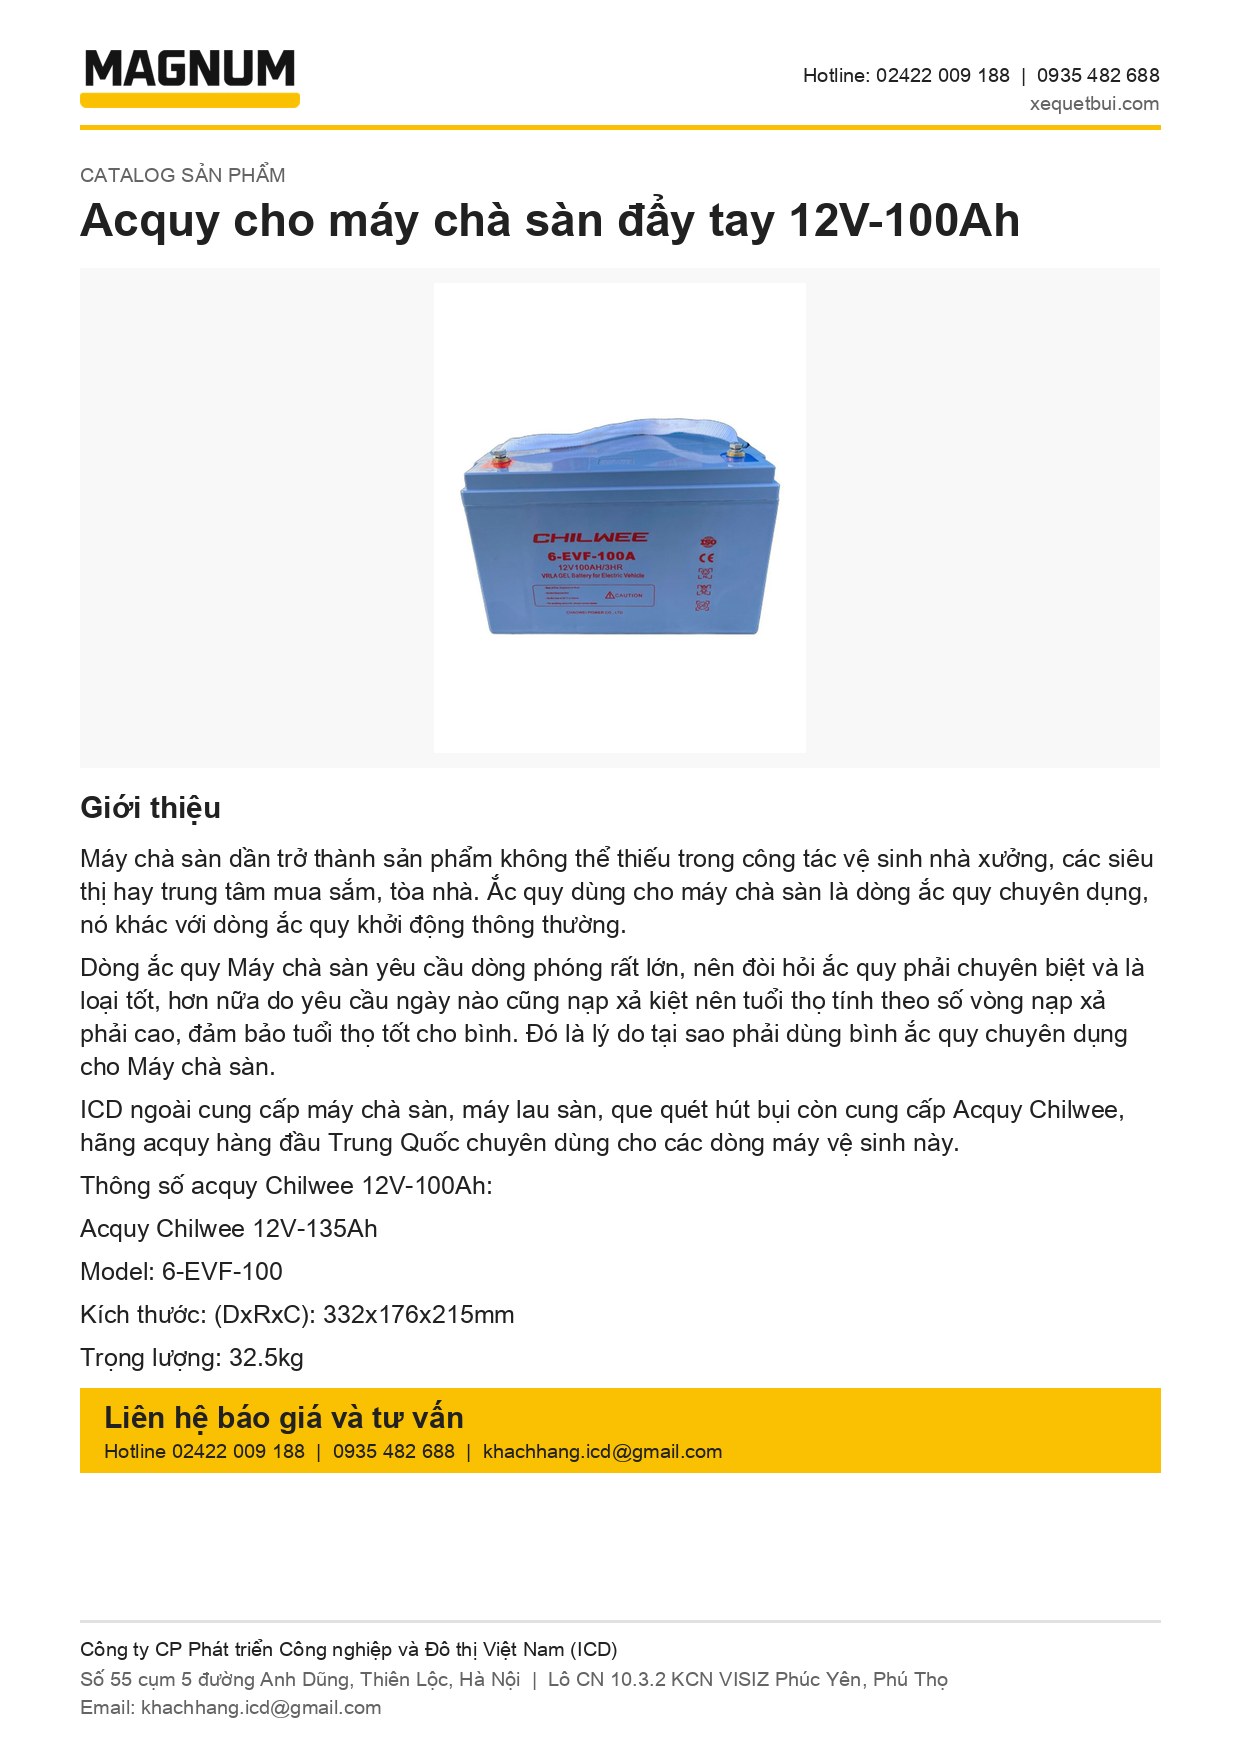 MAGNUM
Hotline: 02422 009 188 | 0935 482 688
xequetbui.com
CATALOG SẢN PHẨM
Acquy cho máy chà sàn đẩy tay 12V-100Ah
CHILWEE
6-EVF-100A
12V100AH/3HR
VRLA GEL Battery for Electric Vehicle
ISO
CE
CAUTION
Giới thiệu
Máy chà sàn dần trở thành sản phẩm không thể thiếu trong công tác vệ sinh nhà xưởng, các siêu
thị hay trung tâm mua sắm, tòa nhà. Ắc quy dùng cho máy chà sàn là dòng ắc quy chuyên dụng,
nó khác với dòng ắc quy khởi động thông thường.
Dòng ắc quy Máy chà sàn yêu cầu dòng phóng rất lớn, nên đòi hỏi ắc quy phải chuyên biệt và là
loại tốt, hơn nữa do yêu cầu ngày nào cũng nạp xả kiệt nên tuổi thọ tính theo số vòng nạp xả
phải cao, đảm bảo tuổi thọ tốt cho bình. Đó là lý do tại sao phải dùng bình ắc quy chuyên dụng
cho Máy chà sàn.
ICD ngoài cung cấp máy chà sàn, máy lau sàn, que quét hút bụi còn cung cấp Acquy Chilwee,
hãng acquy hàng đầu Trung Quốc chuyên dùng cho các dòng máy vệ sinh này.
Thông số acquy Chilwee 12V-100Ah:
Acquy Chilwee 12V-135Ah
Model: 6-EVF-100
Kích thước: (DxRxC): 332x176x215mm
Trọng lượng: 32.5kg
Liên hệ báo giá và tư vấn
Hotline 02422 009 188 | 0935 482 688 | khachhang.icd@gmail.com
Công ty CP Phát triển Công nghiệp và Đô thị Việt Nam (ICD)
Số 55 cụm 5 đường Anh Dũng, Thiên Lộc, Hà Nội | Lô CN 10.3.2 KCN VISIZ Phúc Yên, Phú Thọ
Email: khachhang.icd@gmail.com